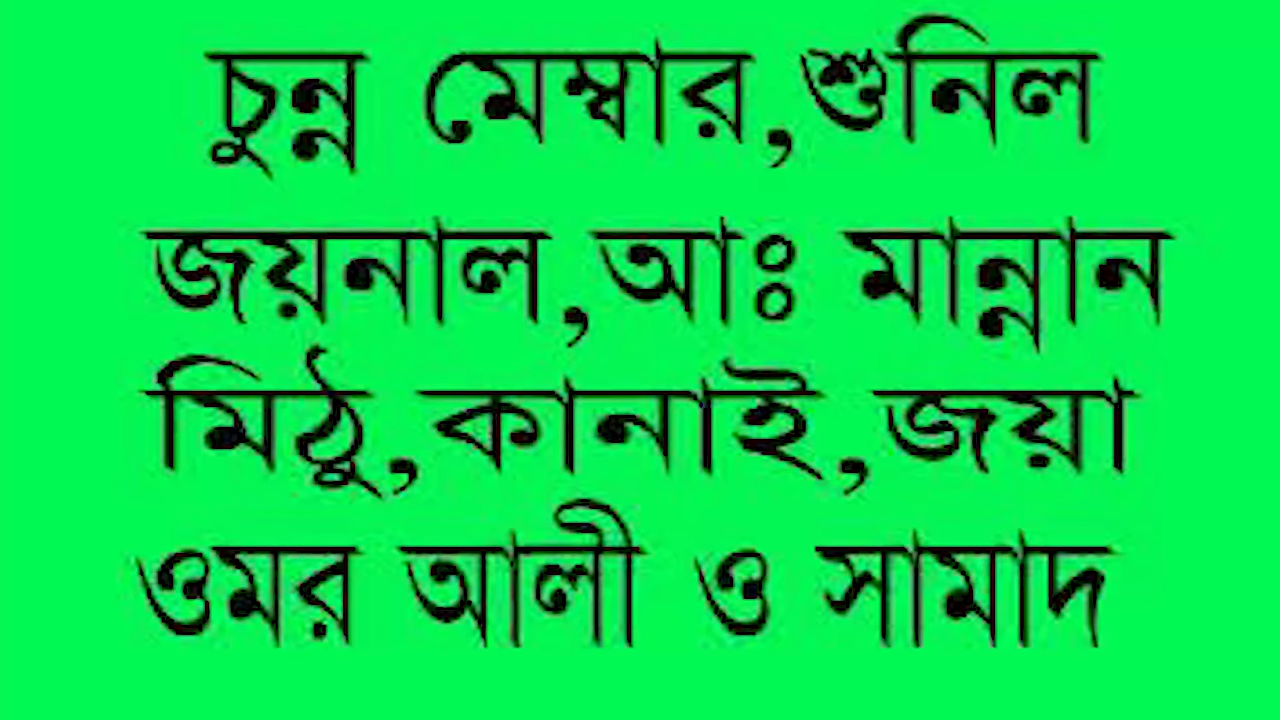 চুন্ন মেম্বার,শুনিল
জয়নাল,আঃ মান্নান
মিঠু,কানাই,জয়া
ওমর আলী ও সামাদ